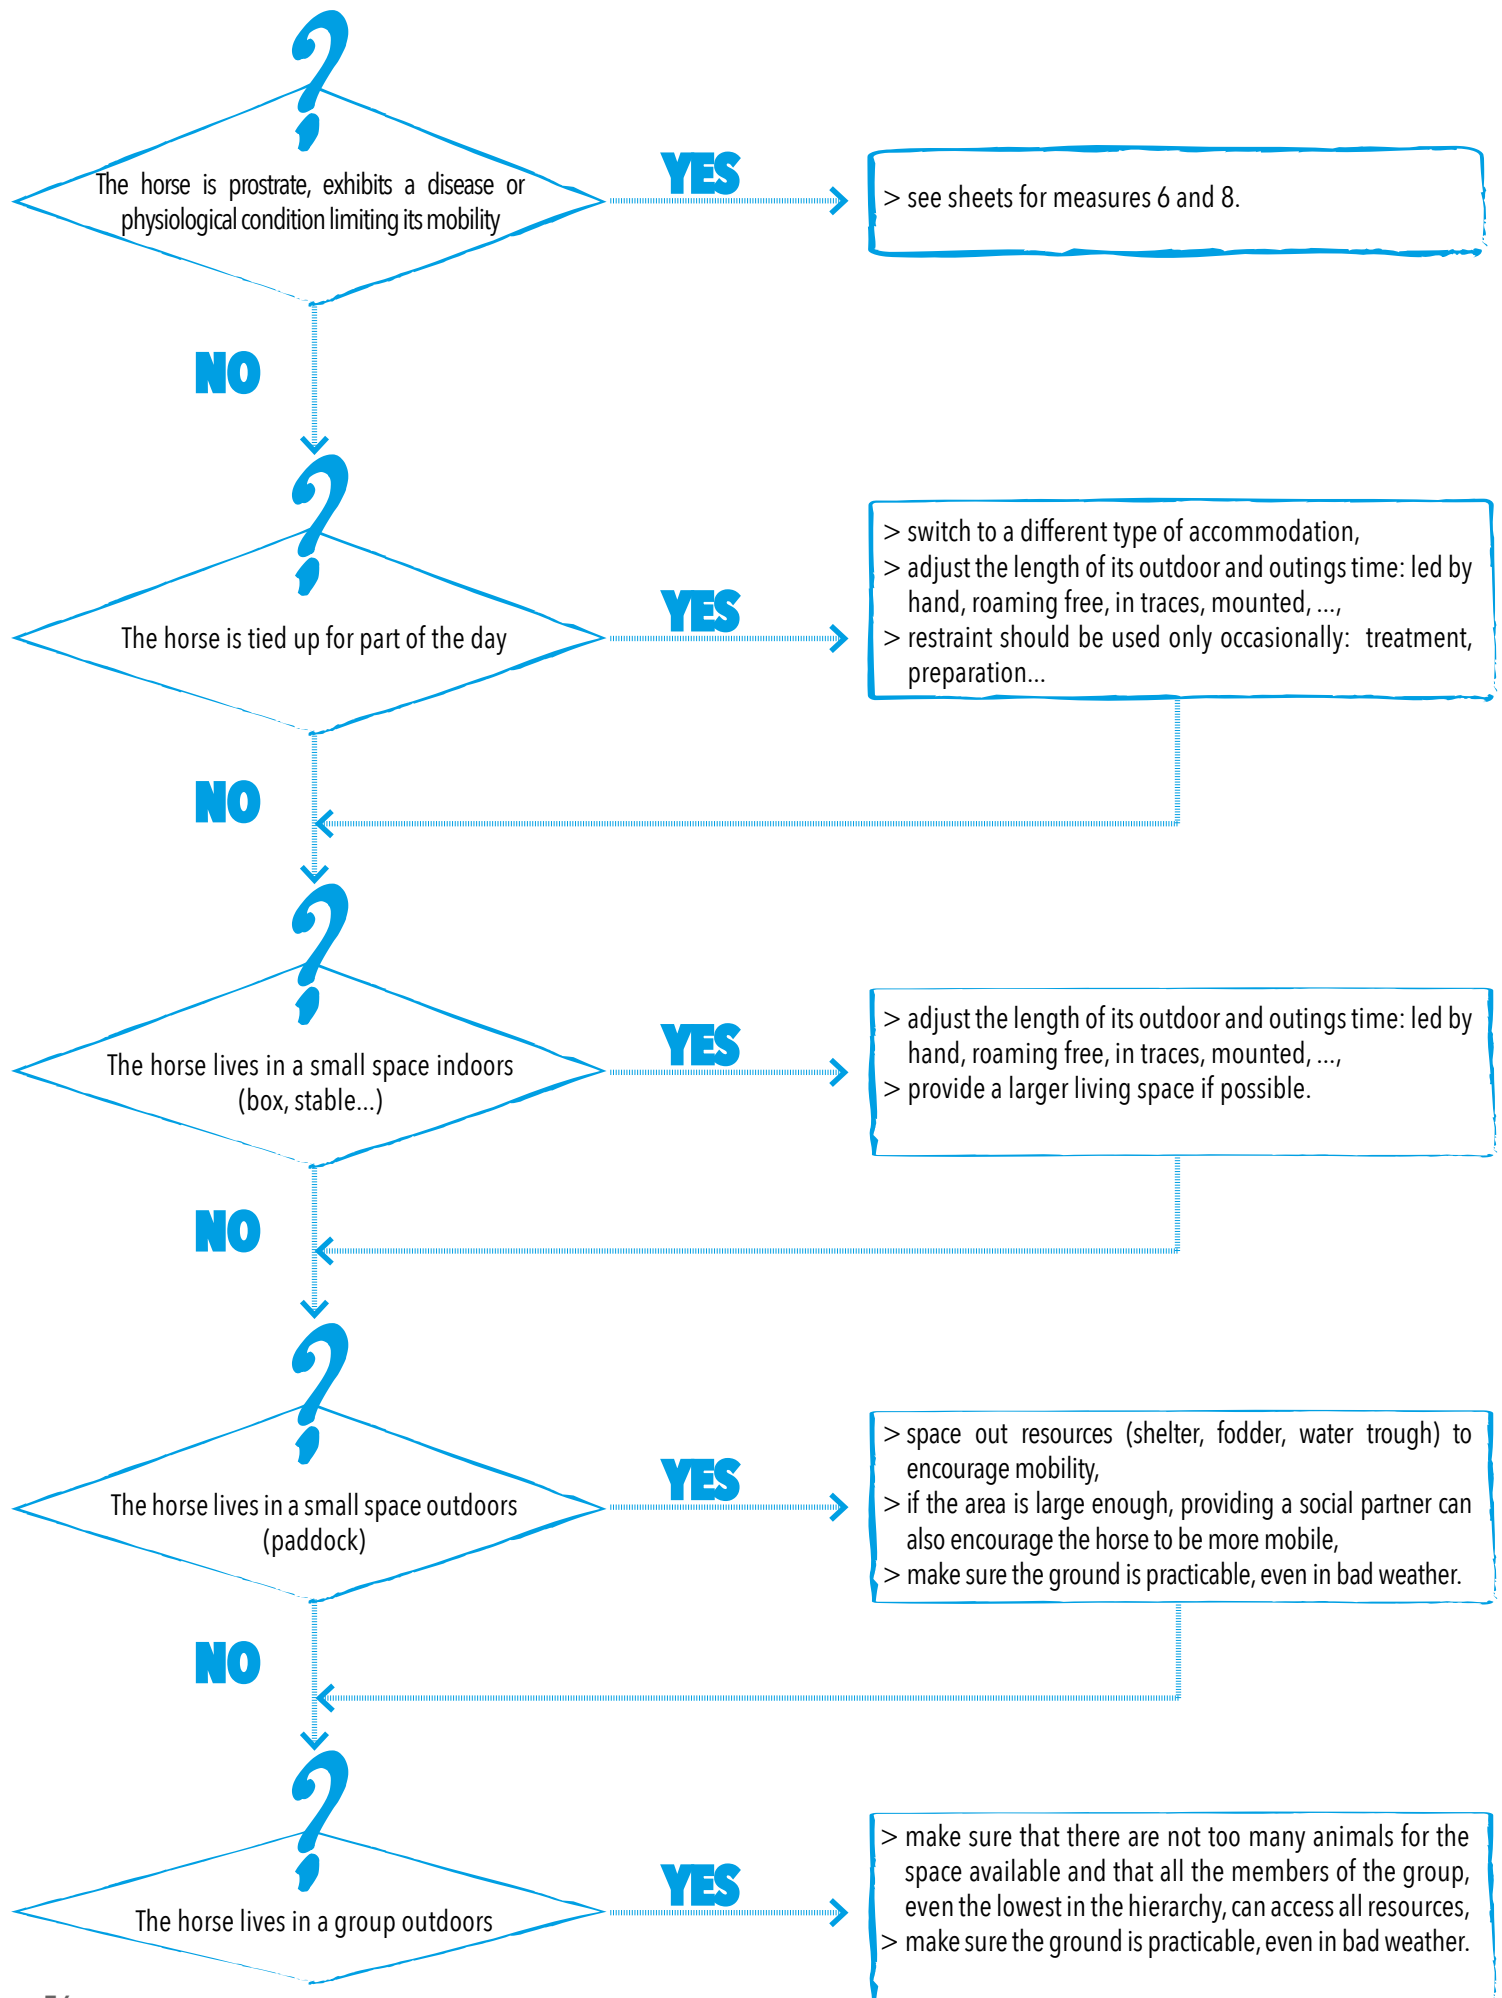 ?
The horse is prostrate, exhibits a disease or
physiological condition limiting its mobility
YES
> see sheets for measures 6 and 8.
NO
?
The horse is tied up for part of the day
YES
> switch to a different type of accommodation,
> adjust the length of its outdoor and outings time: led by
hand, roaming free, in traces, mounted, ...,
> restraint should be used only occasionally: treatment,
preparation...
NO
?
The horse lives in a small space indoors
(box, stable...)
YES
> adjust the length of its outdoor and outings time: led by
hand, roaming free, in traces, mounted, ...,
> provide a larger living space if possible.
NO
?
The horse lives in a small space outdoors
(paddock)
YES
> space out resources (shelter, fodder, water trough) to
encourage mobility,
> if the area is large enough, providing a social partner can
also encourage the horse to be more mobile,
> make sure the ground is practicable, even in bad weather.
NO
?
The horse lives in a group outdoors
YES
> make sure that there are not too many animals for the
space available and that all the members of the group,
even the lowest in the hierarchy, can access all resources,
> make sure the ground is practicable, even in bad weather.